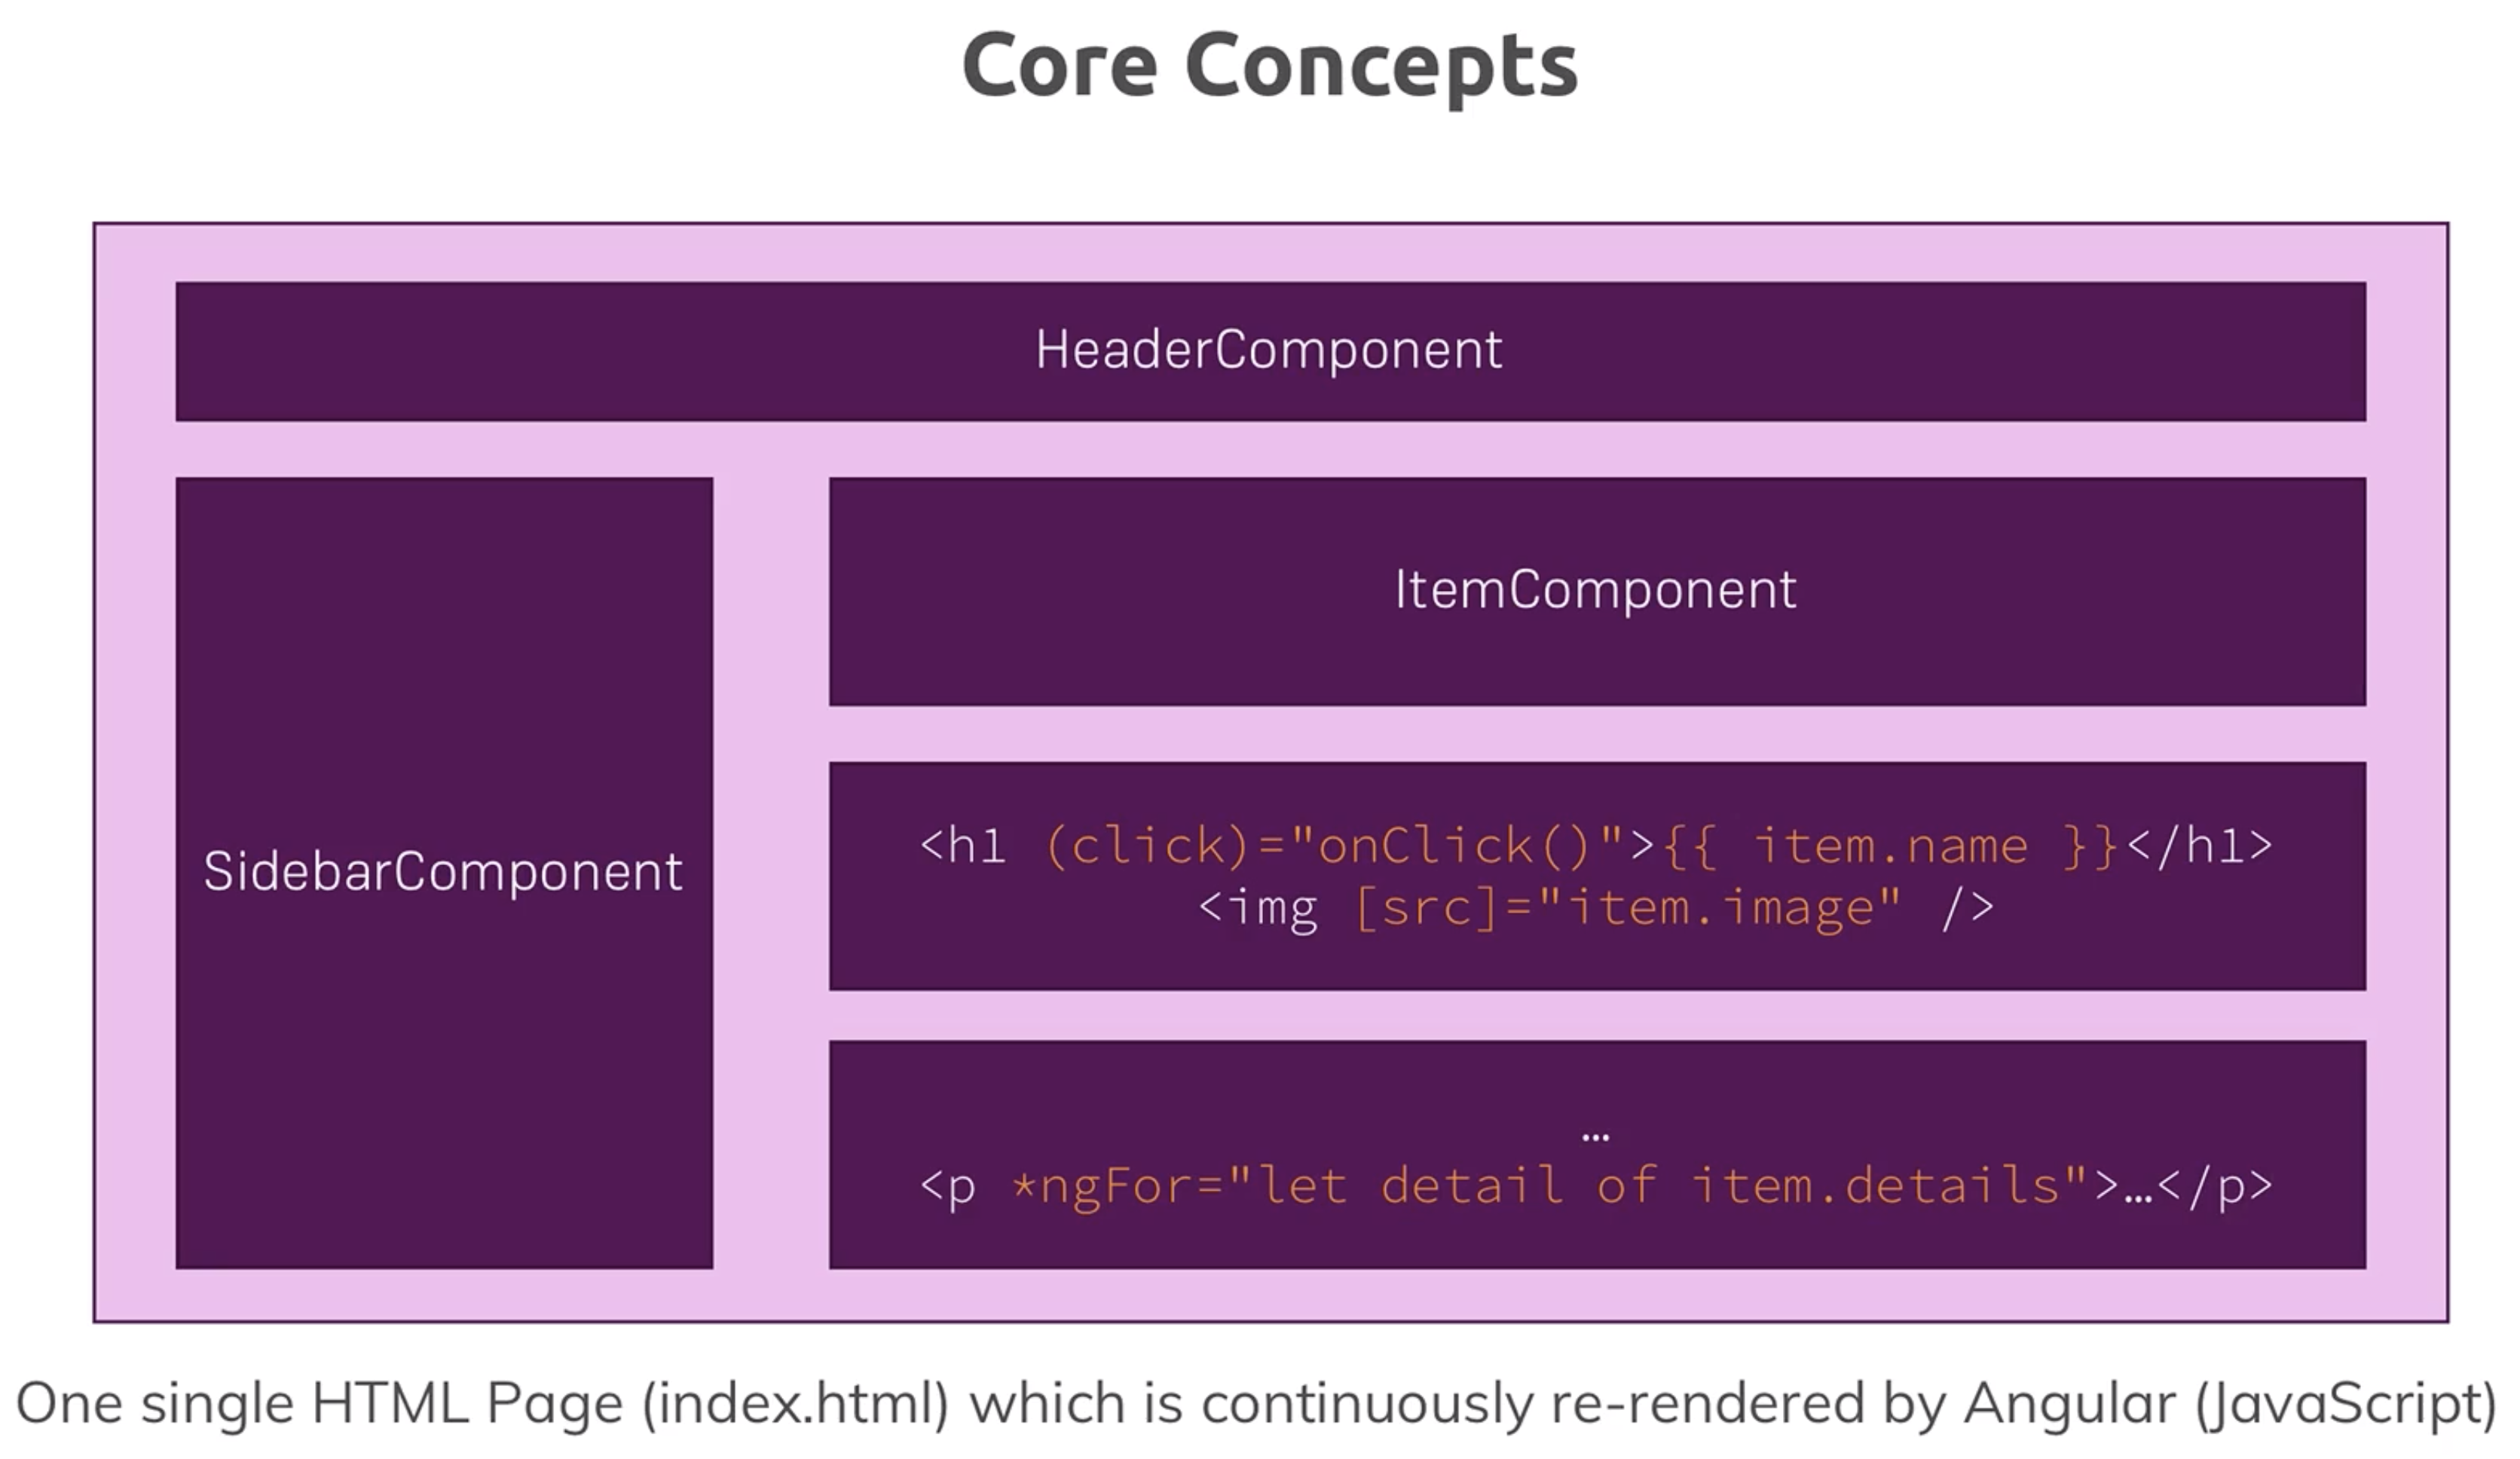 Core Concepts
HeaderComponent
SidebarComponent
ItemComponent
<h1 (click)="onClick()">{{ item.name }}</h1>
<img [src]="item.image" />
…
<p *ngFor="let detail of item.details">…</p>
One single HTML Page (index.html) which is continuously re-rendered by Angular (JavaScript)